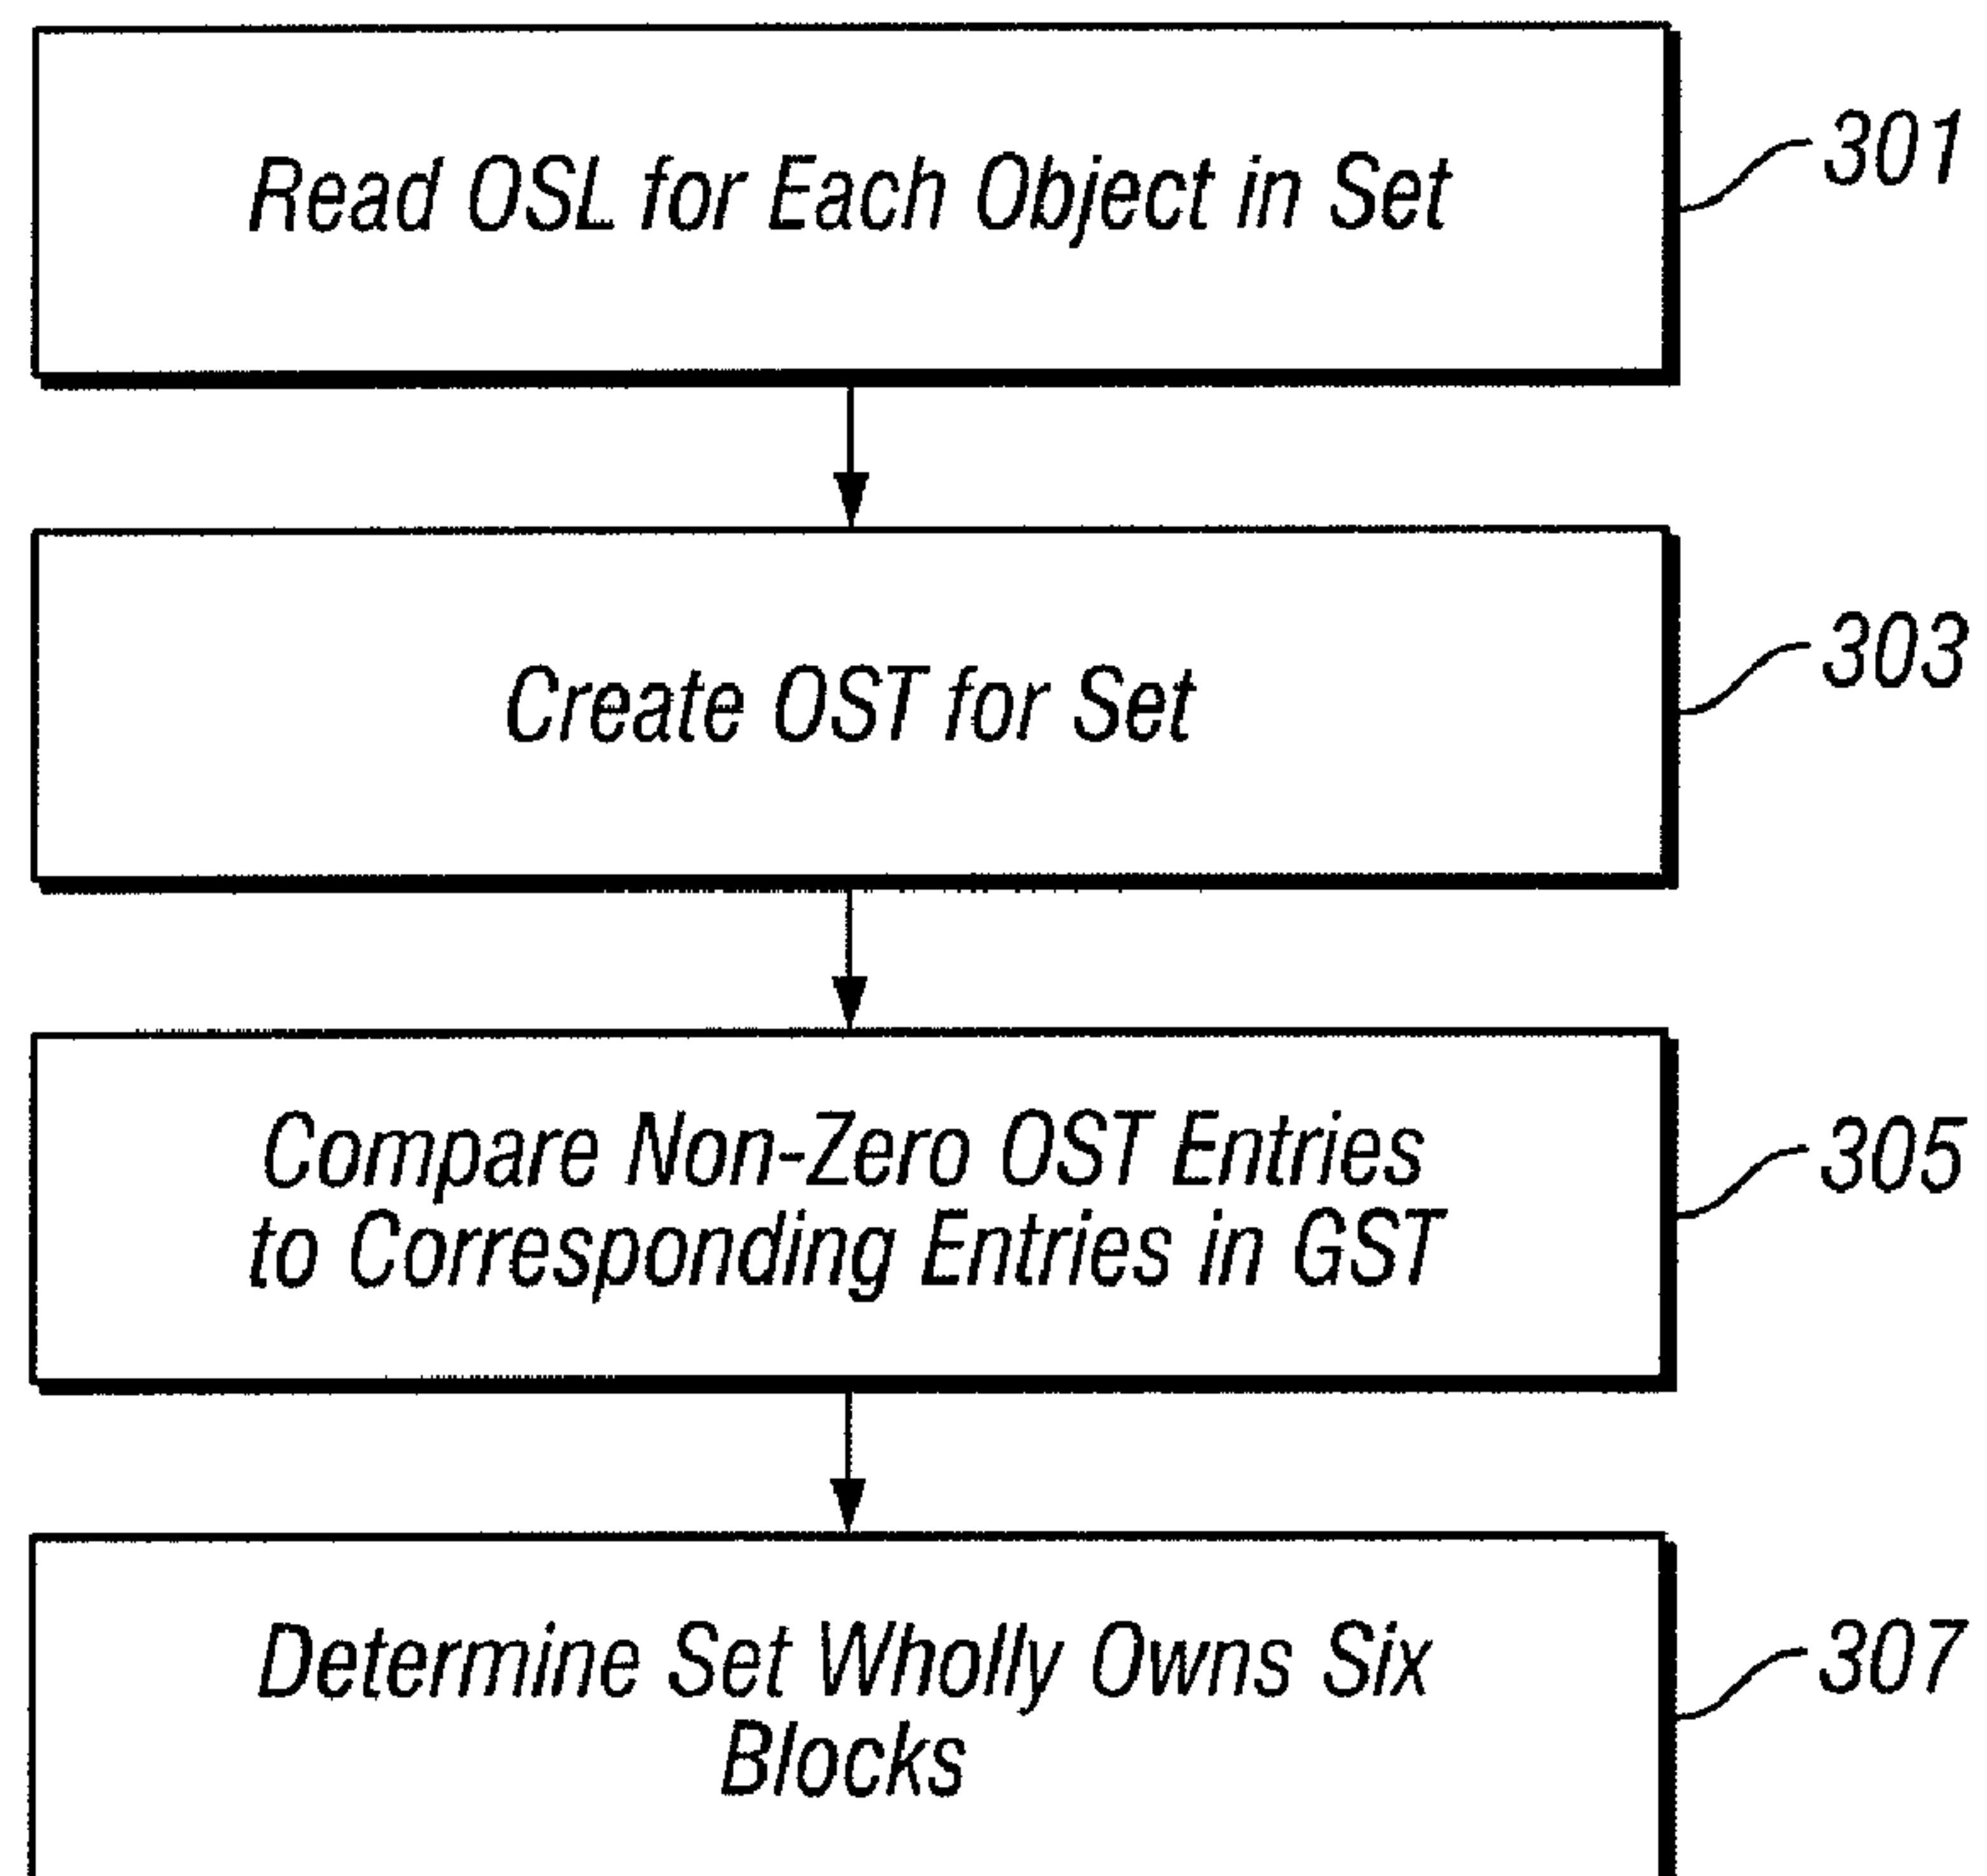 Read OSL for Each Object in Set
301
Create OST for Set
303
Compare Non-Zero OST Entries
to Corresponding Entries in GST
305
Determine Set Wholly Owns Six
Blocks
307